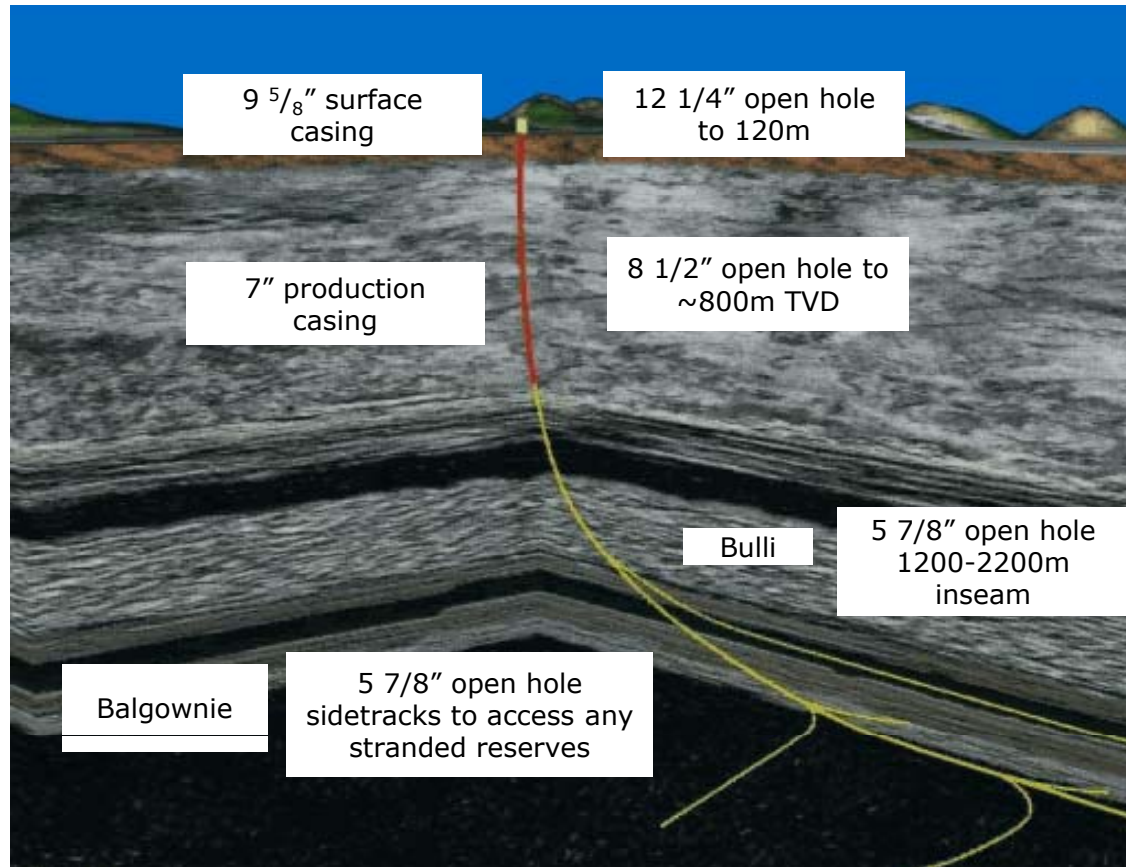 9 5/8” surface
casing
12 1/4” open hole
to 120m
7” production
casing
8 1/2” open hole to
~800m TVD
Bulli
5 7/8” open hole
1200-2200m
inseam
Balgownie
5 7/8” open hole
sidetracks to access any
stranded reserves